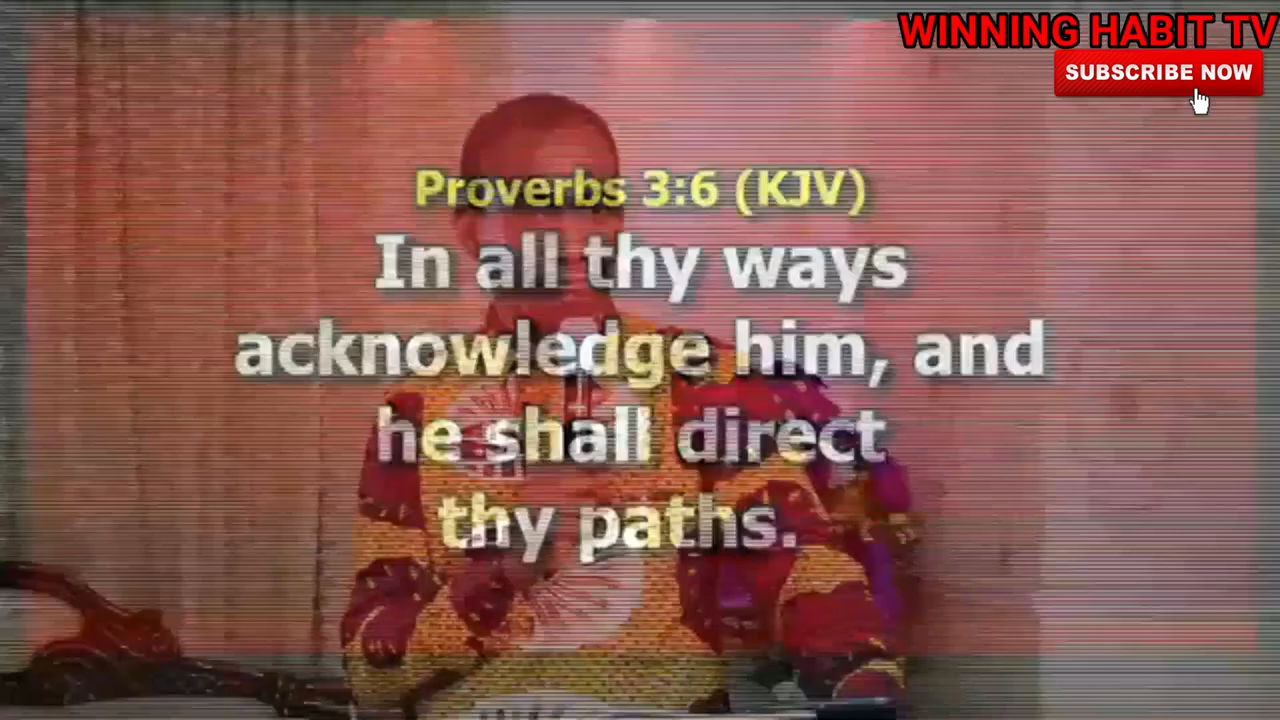 WINNING HABIT TV
SUBSCRIBE NOW
Proverbs 3:6 (KJV)
In all thy ways
acknowledge him, and
he shall direct
thy paths.